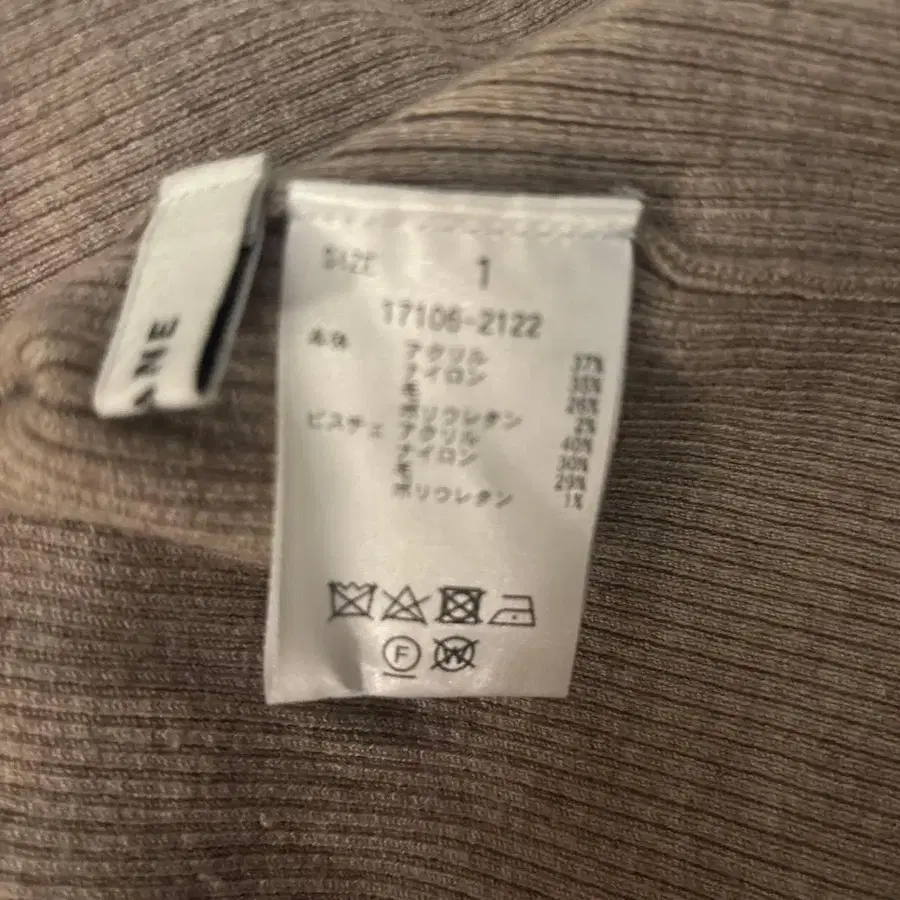 SIZE 1
17106-2122
本体 アクリル 37%
ナイロン 35%
毛 26%
ポリウレタン 2%
ビスチェ アクリル 40%
ナイロン 30%
毛 29%
ポリウレタン 1%
F
W
ANE